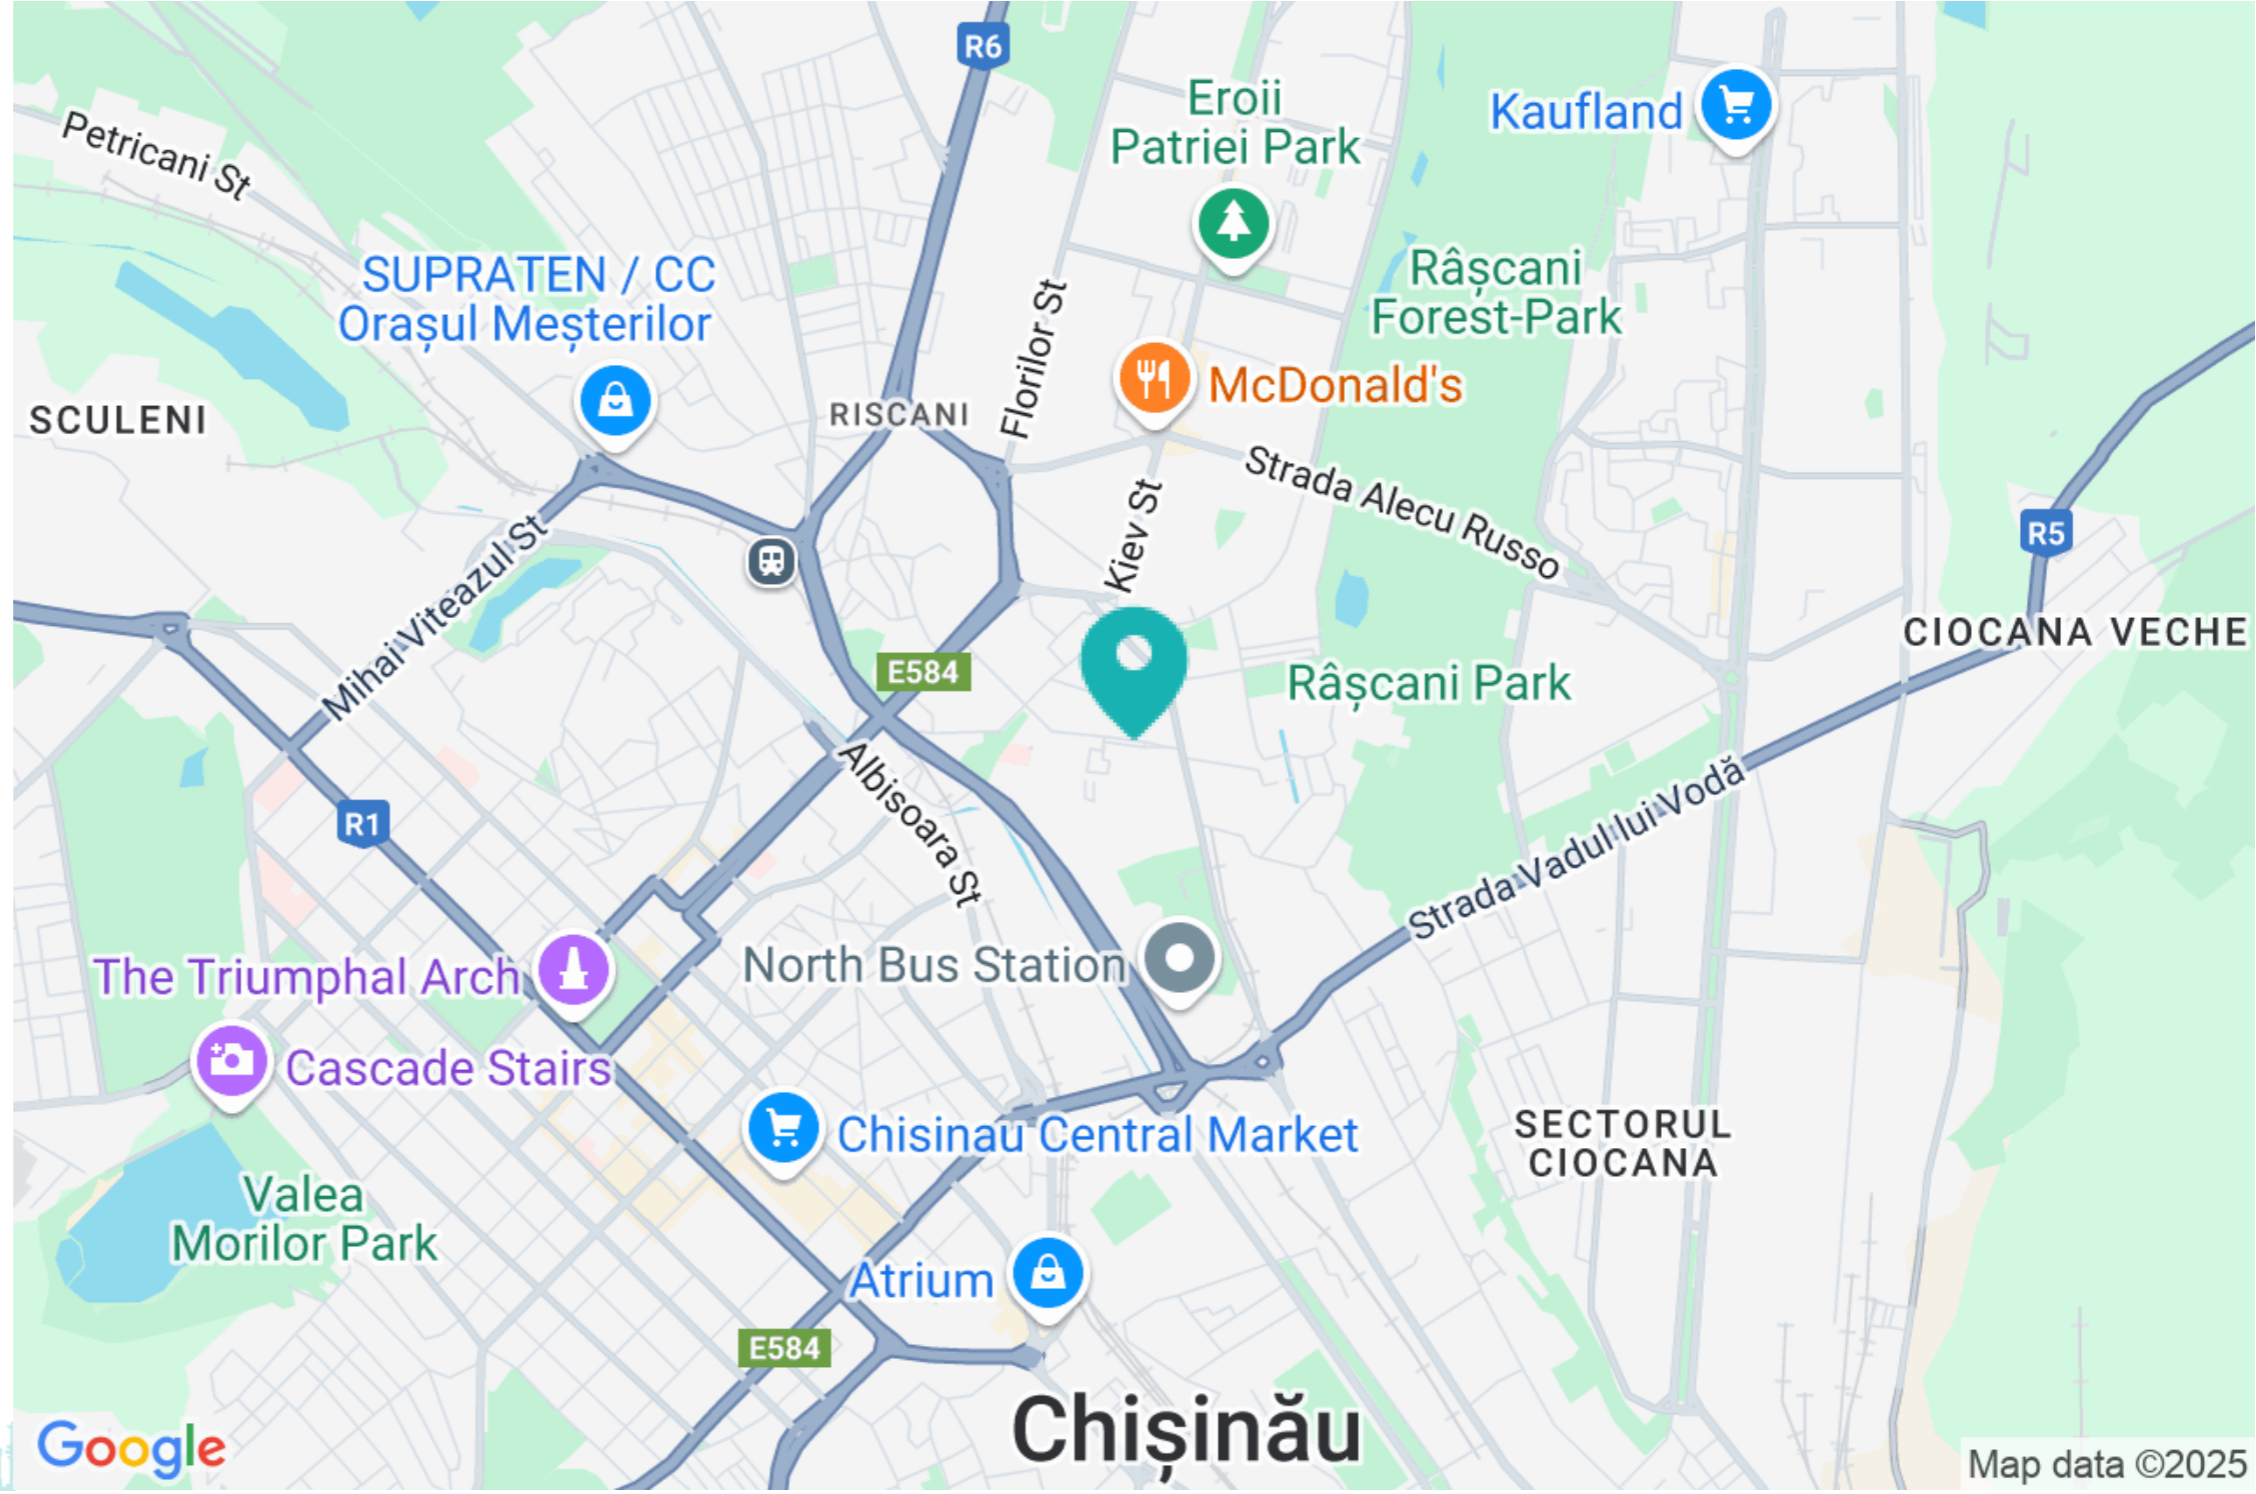 R6
Eroii
Patriei Park
Kaufland
Petricani St
SUPRATEN / CC
Orașul Meșterilor
Râșcani
Forest-Park
Florilor St
McDonald's
SCULENI
RISCANI
Strada Alecu Russo
Kiev St
R5
Mihai Viteazul St
CIOCANA VECHE
E584
Râșcani Park
Albisoara St
R1
Strada Vadul lui Vodă
North Bus Station
The Triumphal Arch
Cascade Stairs
Chisinau Central Market
SECTORUL
CIOCANA
Valea
Morilor Park
Atrium
E584
Chișinău
Google
Map data ©2025